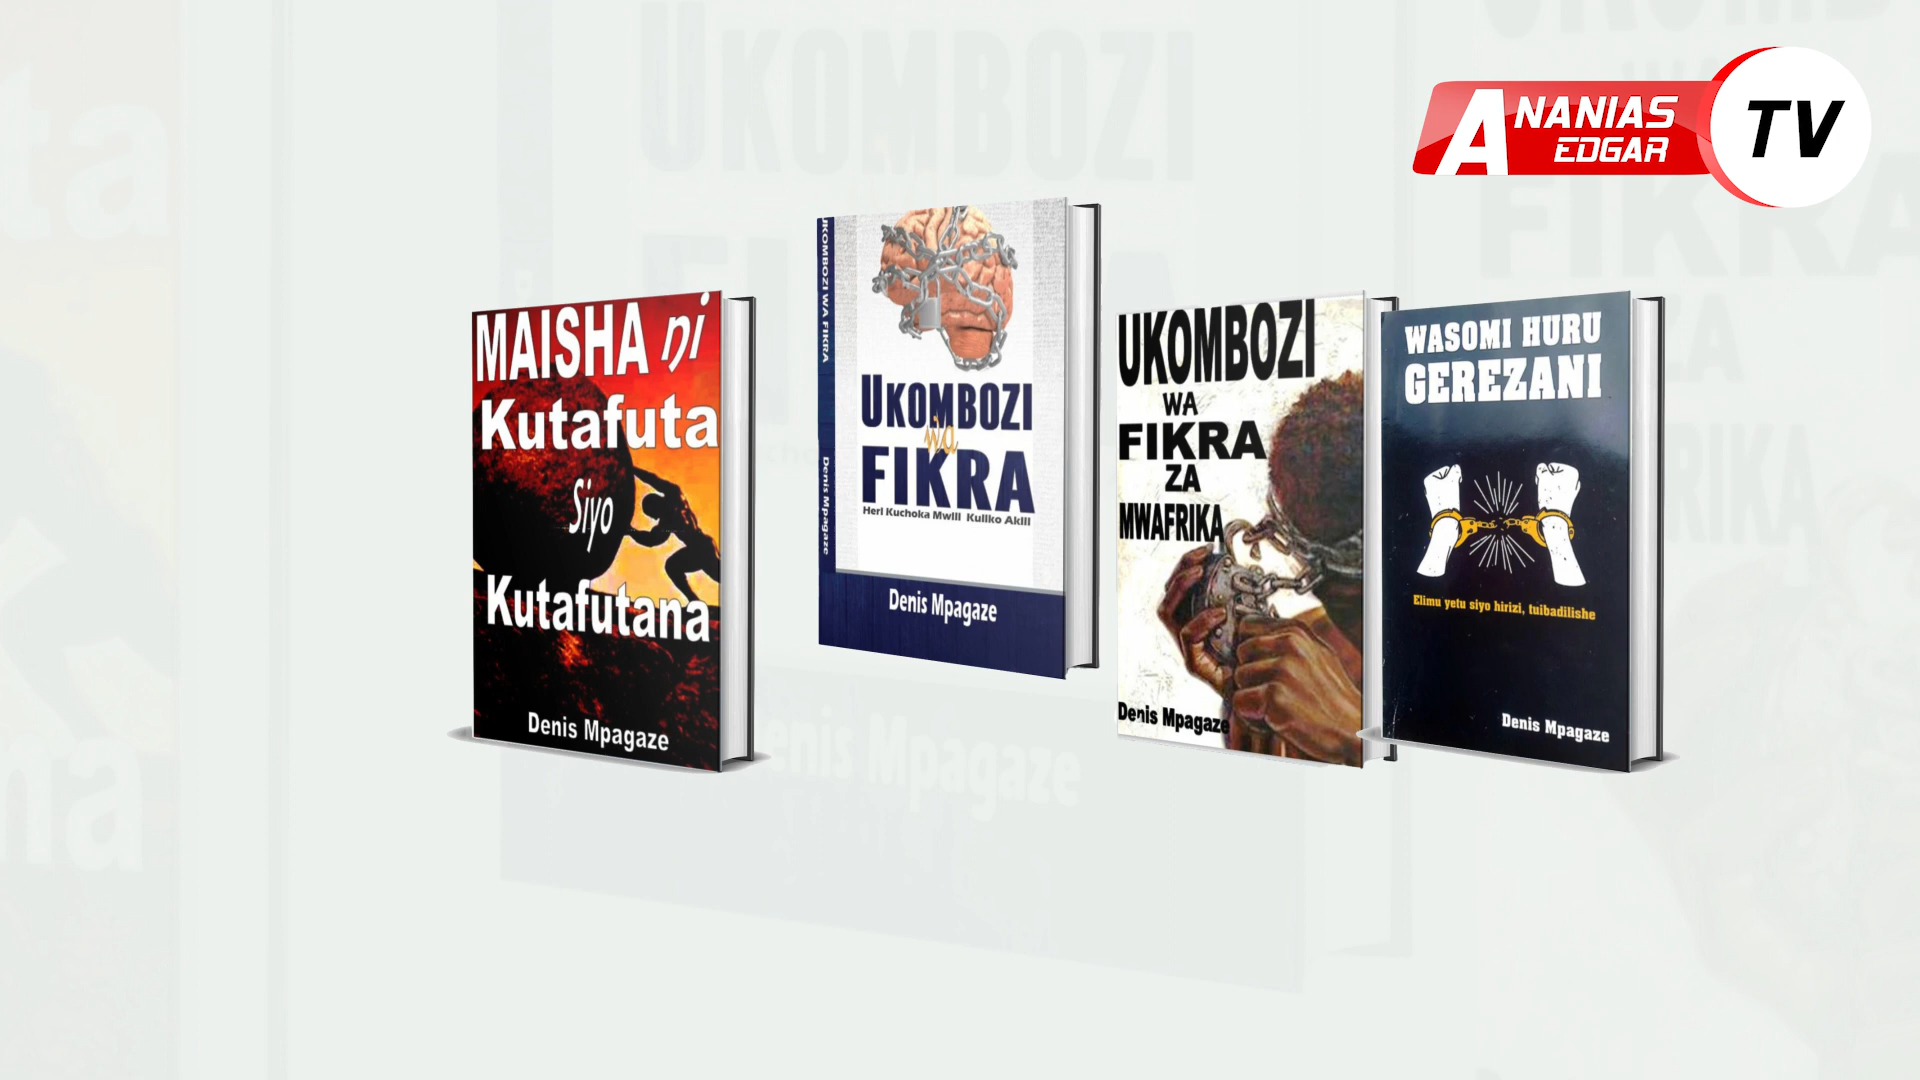 ANANIAS
EDGAR
TV
MAISHA ni
Kutafuta
Siyo
Kutafutana
Denis Mpagaze
UKOMBOZI WA FIKRA
Denis Mpagaze
UKOMBOZI
wa
FIKRA
Heri Kuchoka Mwili Kuliko Akili
Denis Mpagaze
UKOMBOZI
WA
FIKRA
ZA
MWAFRIKA
Denis Mpagaze
WASOMI HURU
GEREZANI
Elimu yetu siyo hirizi, tuibadilishe
Denis Mpagaze